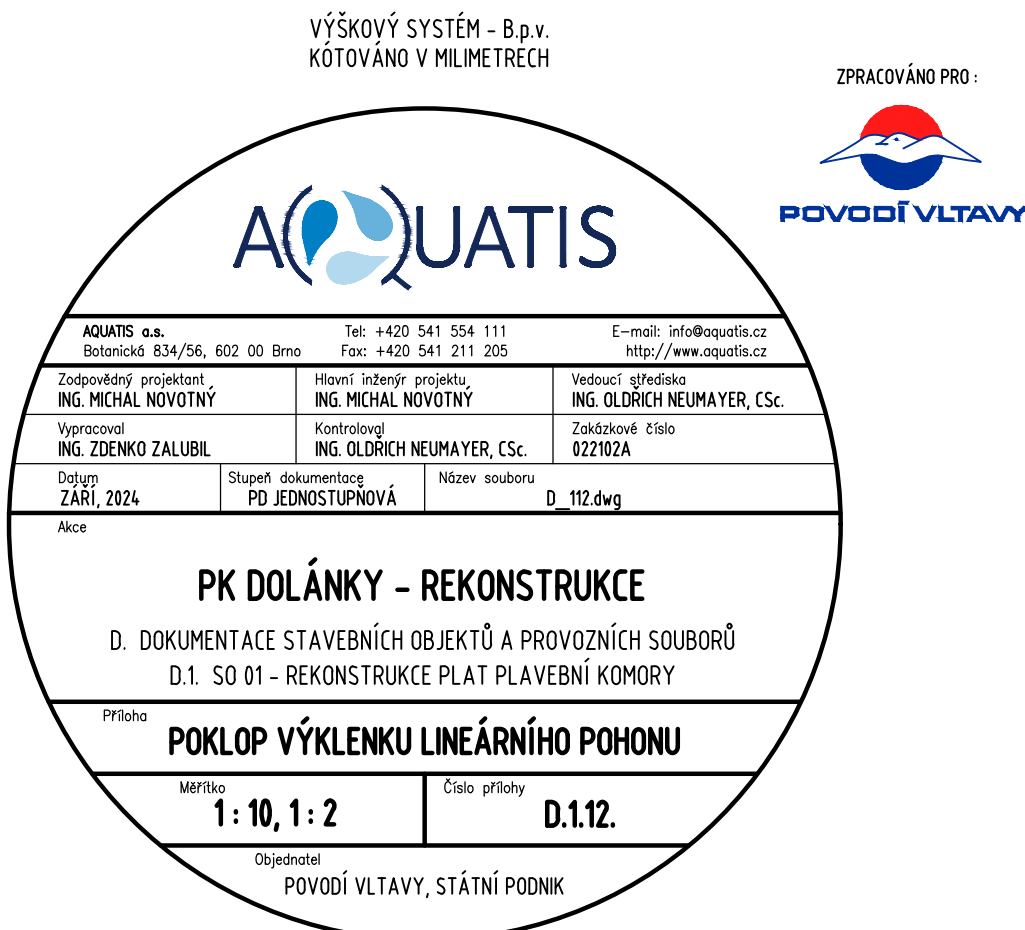 VÝŠKOVÝ SYSTÉM - B.p.v.
KÓTOVÁNO V MILIMETRECH
ZPRACOVÁNO PRO :
POVODÍ VLTAVY
AQUATIS
AQUATIS a.s. Tel: +420 541 554 111 E-mail: info@aquatis.cz
Botanická 834/56, 602 00 Brno Fax: +420 541 211 205 http://www.aquatis.cz
Zodpovědný projektant Hlavní inženýr projektu Vedoucí střediska
ING. MICHAL NOVOTNÝ ING. MICHAL NOVOTNÝ ING. OLDŘICH NEUMAYER, CSc.
Vypracoval Kontroloval Zakázkové číslo
ING. ZDENKO ZALUBIL ING. OLDŘICH NEUMAYER, CSc. 022102A
Datum Stupeň dokumentace Název souboru
ZÁŘÍ, 2024 PD JEDNOSTUPŇOVÁ D_112.dwg
Akce
PK DOLÁNKY - REKONSTRUKCE
D. DOKUMENTACE STAVEBNÍCH OBJEKTŮ A PROVOZNÍCH SOUBORŮ
D.1. SO 01 - REKONSTRUKCE PLAT PLAVEBNÍ KOMORY
Příloha
POKLOP VÝKLENKU LINEÁRNÍHO POHONU
Měřítko Číslo přílohy
1 : 10, 1 : 2 D.1.12.
Objednatel
POVODÍ VLTAVY, STÁTNÍ PODNIK